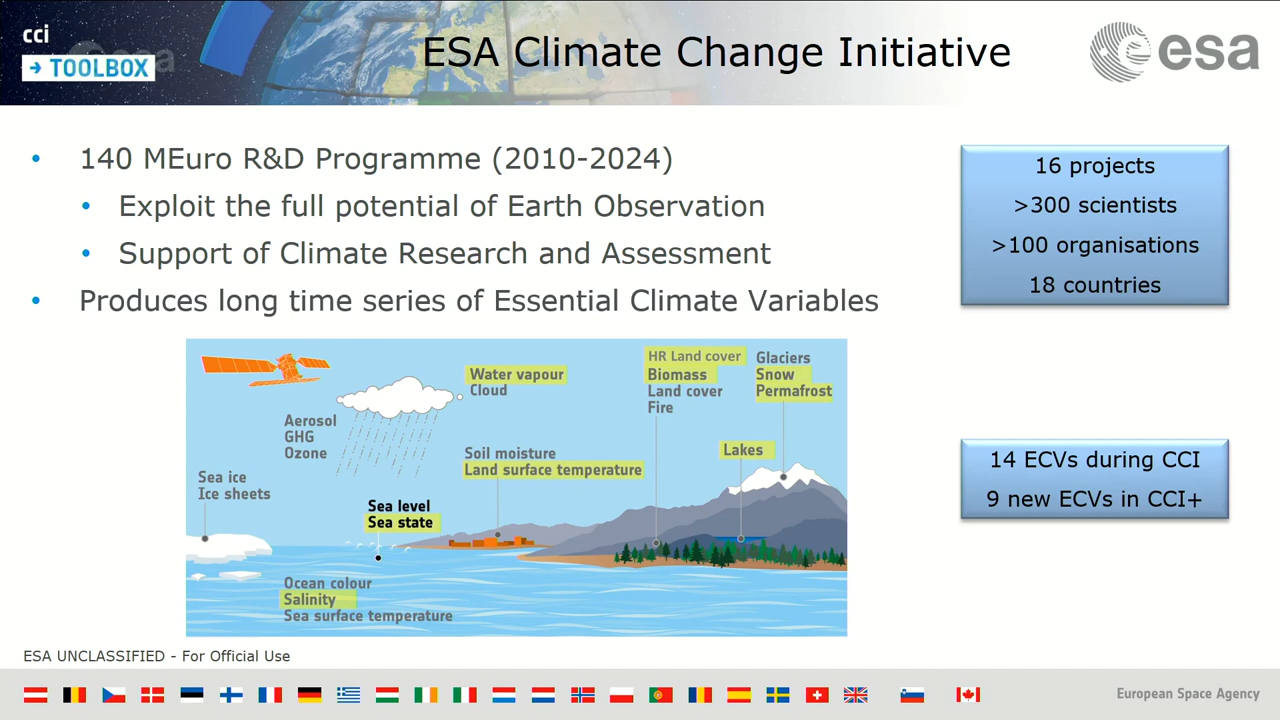 cci
→ TOOLBOX
ESA Climate Change Initiative
esa
• 140 MEuro R&D Programme (2010-2024)
• Exploit the full potential of Earth Observation
• Support of Climate Research and Assessment
• Produces long time series of Essential Climate Variables
16 projects
>300 scientists
>100 organisations
18 countries
Water vapour
Cloud
HR Land cover
Biomass
Land cover
Fire
Glaciers
Snow
Permafrost
Aerosol
GHG
Ozone
Soil moisture
Land surface temperature
Lakes
Sea ice
Ice sheets
Sea level
Sea state
Ocean colour
Salinity
Sea surface temperature
14 ECVs during CCI
9 new ECVs in CCI+
ESA UNCLASSIFIED - For Official Use
European Space Agency